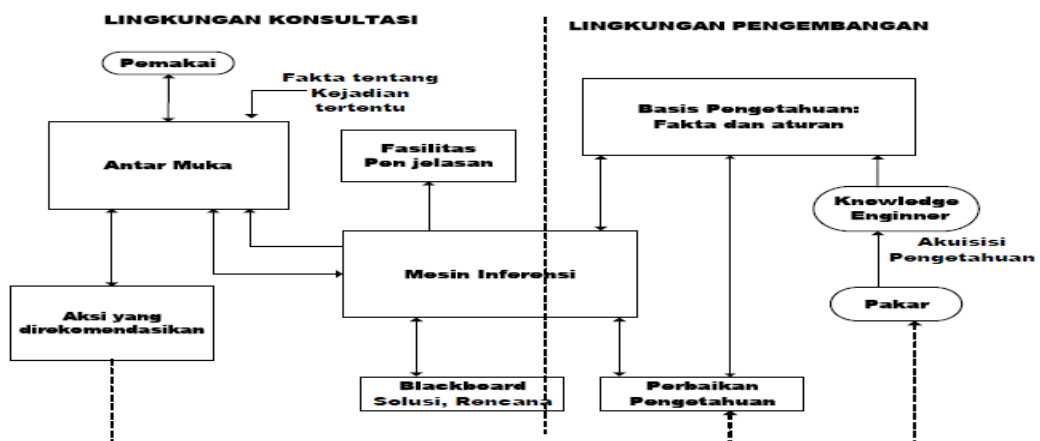 LINGKUNGAN KONSULTASI
LINGKUNGAN PENGEMBANGAN
Pemakai
Fakta tentang
Kejadian
tertentu
Antar Muka
Fasilitas
Pen jelasan
Basis Pengetahuan:
Fakta dan aturan
Knowledge
Enginner
Akuisisi
Pengetahuan
Mesin Inferensi
Pakar
Aksi yang
direkomendasikan
Blackboard
Solusi, Rencana
Perbaikan
Pengetahuan